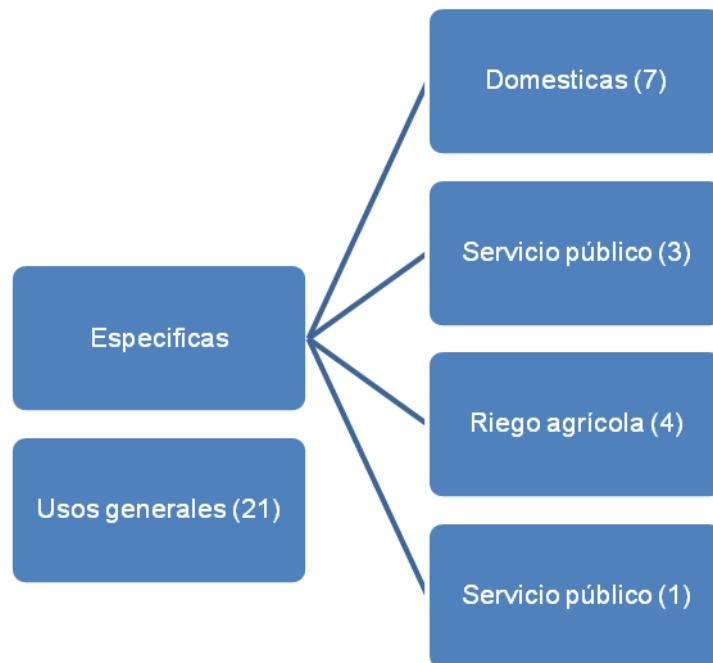 Domesticas (7)
Servicio público (3)
Especificas
Riego agrícola (4)
Usos generales (21)
Servicio público (1)